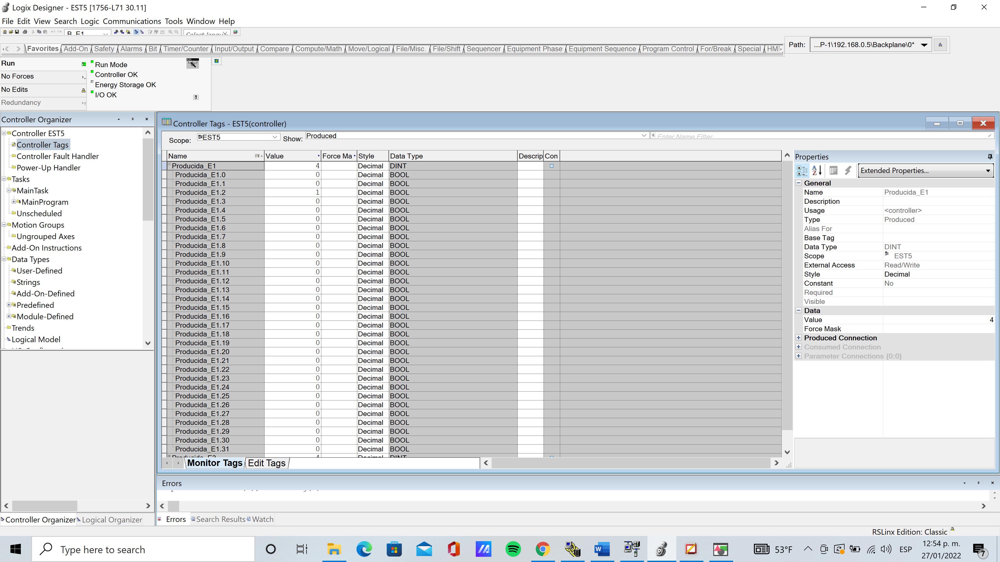 Logix Designer - EST5 [1756-L71 30.11]
File Edit View Search Logic Communications Tools Window Help
B_E1
Favorites Add-On Safety Alarms Bit Timer/Counter Input/Output Compare Compute/Math Move/Logical File/Misc. File/Shift Sequencer Equipment Phase Equipment Sequence Program Control For/Break Special
Path: ...P-1\192.168.0.5\Backplane\0*
Run
No Forces
No Edits
Redundancy
Run Mode
Controller OK
Energy Storage OK
I/O OK
Controller Organizer
Controller EST5
Controller Tags
Controller Fault Handler
Power-Up Handler
Tasks
MainTask
MainProgram
Unscheduled
Motion Groups
Ungrouped Axes
Add-On Instructions
Data Types
User-Defined
Strings
Add-On-Defined
Predefined
Module-Defined
Trends
Logical Model
Controller Organizer Logical Organizer
Controller Tags - EST5(controller)
Scope: EST5 Show: Produced Enter Name Filter
Name Value Force Ma Style Data Type Descrip Con
Producida_E1 4 Decimal DINT
Producida_E1.0 0 Decimal BOOL
Producida_E1.1 0 Decimal BOOL
Producida_E1.2 1 Decimal BOOL
Producida_E1.3 0 Decimal BOOL
Producida_E1.4 0 Decimal BOOL
Producida_E1.5 0 Decimal BOOL
Producida_E1.6 0 Decimal BOOL
Producida_E1.7 0 Decimal BOOL
Producida_E1.8 0 Decimal BOOL
Producida_E1.9 0 Decimal BOOL
Producida_E1.10 0 Decimal BOOL
Producida_E1.11 0 Decimal BOOL
Producida_E1.12 0 Decimal BOOL
Producida_E1.13 0 Decimal BOOL
Producida_E1.14 0 Decimal BOOL
Producida_E1.15 0 Decimal BOOL
Producida_E1.16 0 Decimal BOOL
Producida_E1.17 0 Decimal BOOL
Producida_E1.18 0 Decimal BOOL
Producida_E1.19 0 Decimal BOOL
Producida_E1.20 0 Decimal BOOL
Producida_E1.21 0 Decimal BOOL
Producida_E1.22 0 Decimal BOOL
Producida_E1.23 0 Decimal BOOL
Producida_E1.24 0 Decimal BOOL
Producida_E1.25 0 Decimal BOOL
Producida_E1.26 0 Decimal BOOL
Producida_E1.27 0 Decimal BOOL
Producida_E1.28 0 Decimal BOOL
Producida_E1.29 0 Decimal BOOL
Producida_E1.30 0 Decimal BOOL
Producida_E1.31 0 Decimal BOOL
Monitor Tags Edit Tags
Properties
Extended Properties...
General
Name Producida_E1
Description
Usage <controller>
Type Produced
Alias For
Base Tag
Data Type DINT
Scope EST5
External Access Read/Write
Style Decimal
Constant No
Required
Visible
Data
Value 4
Force Mask
Produced Connection
Consumed Connection
Parameter Connections {0:0}
Errors
Errors Search Results Watch
RSLinx Edition: Classic
Type here to search
53°F
ESP
12:54 p. m.
27/01/2022
7